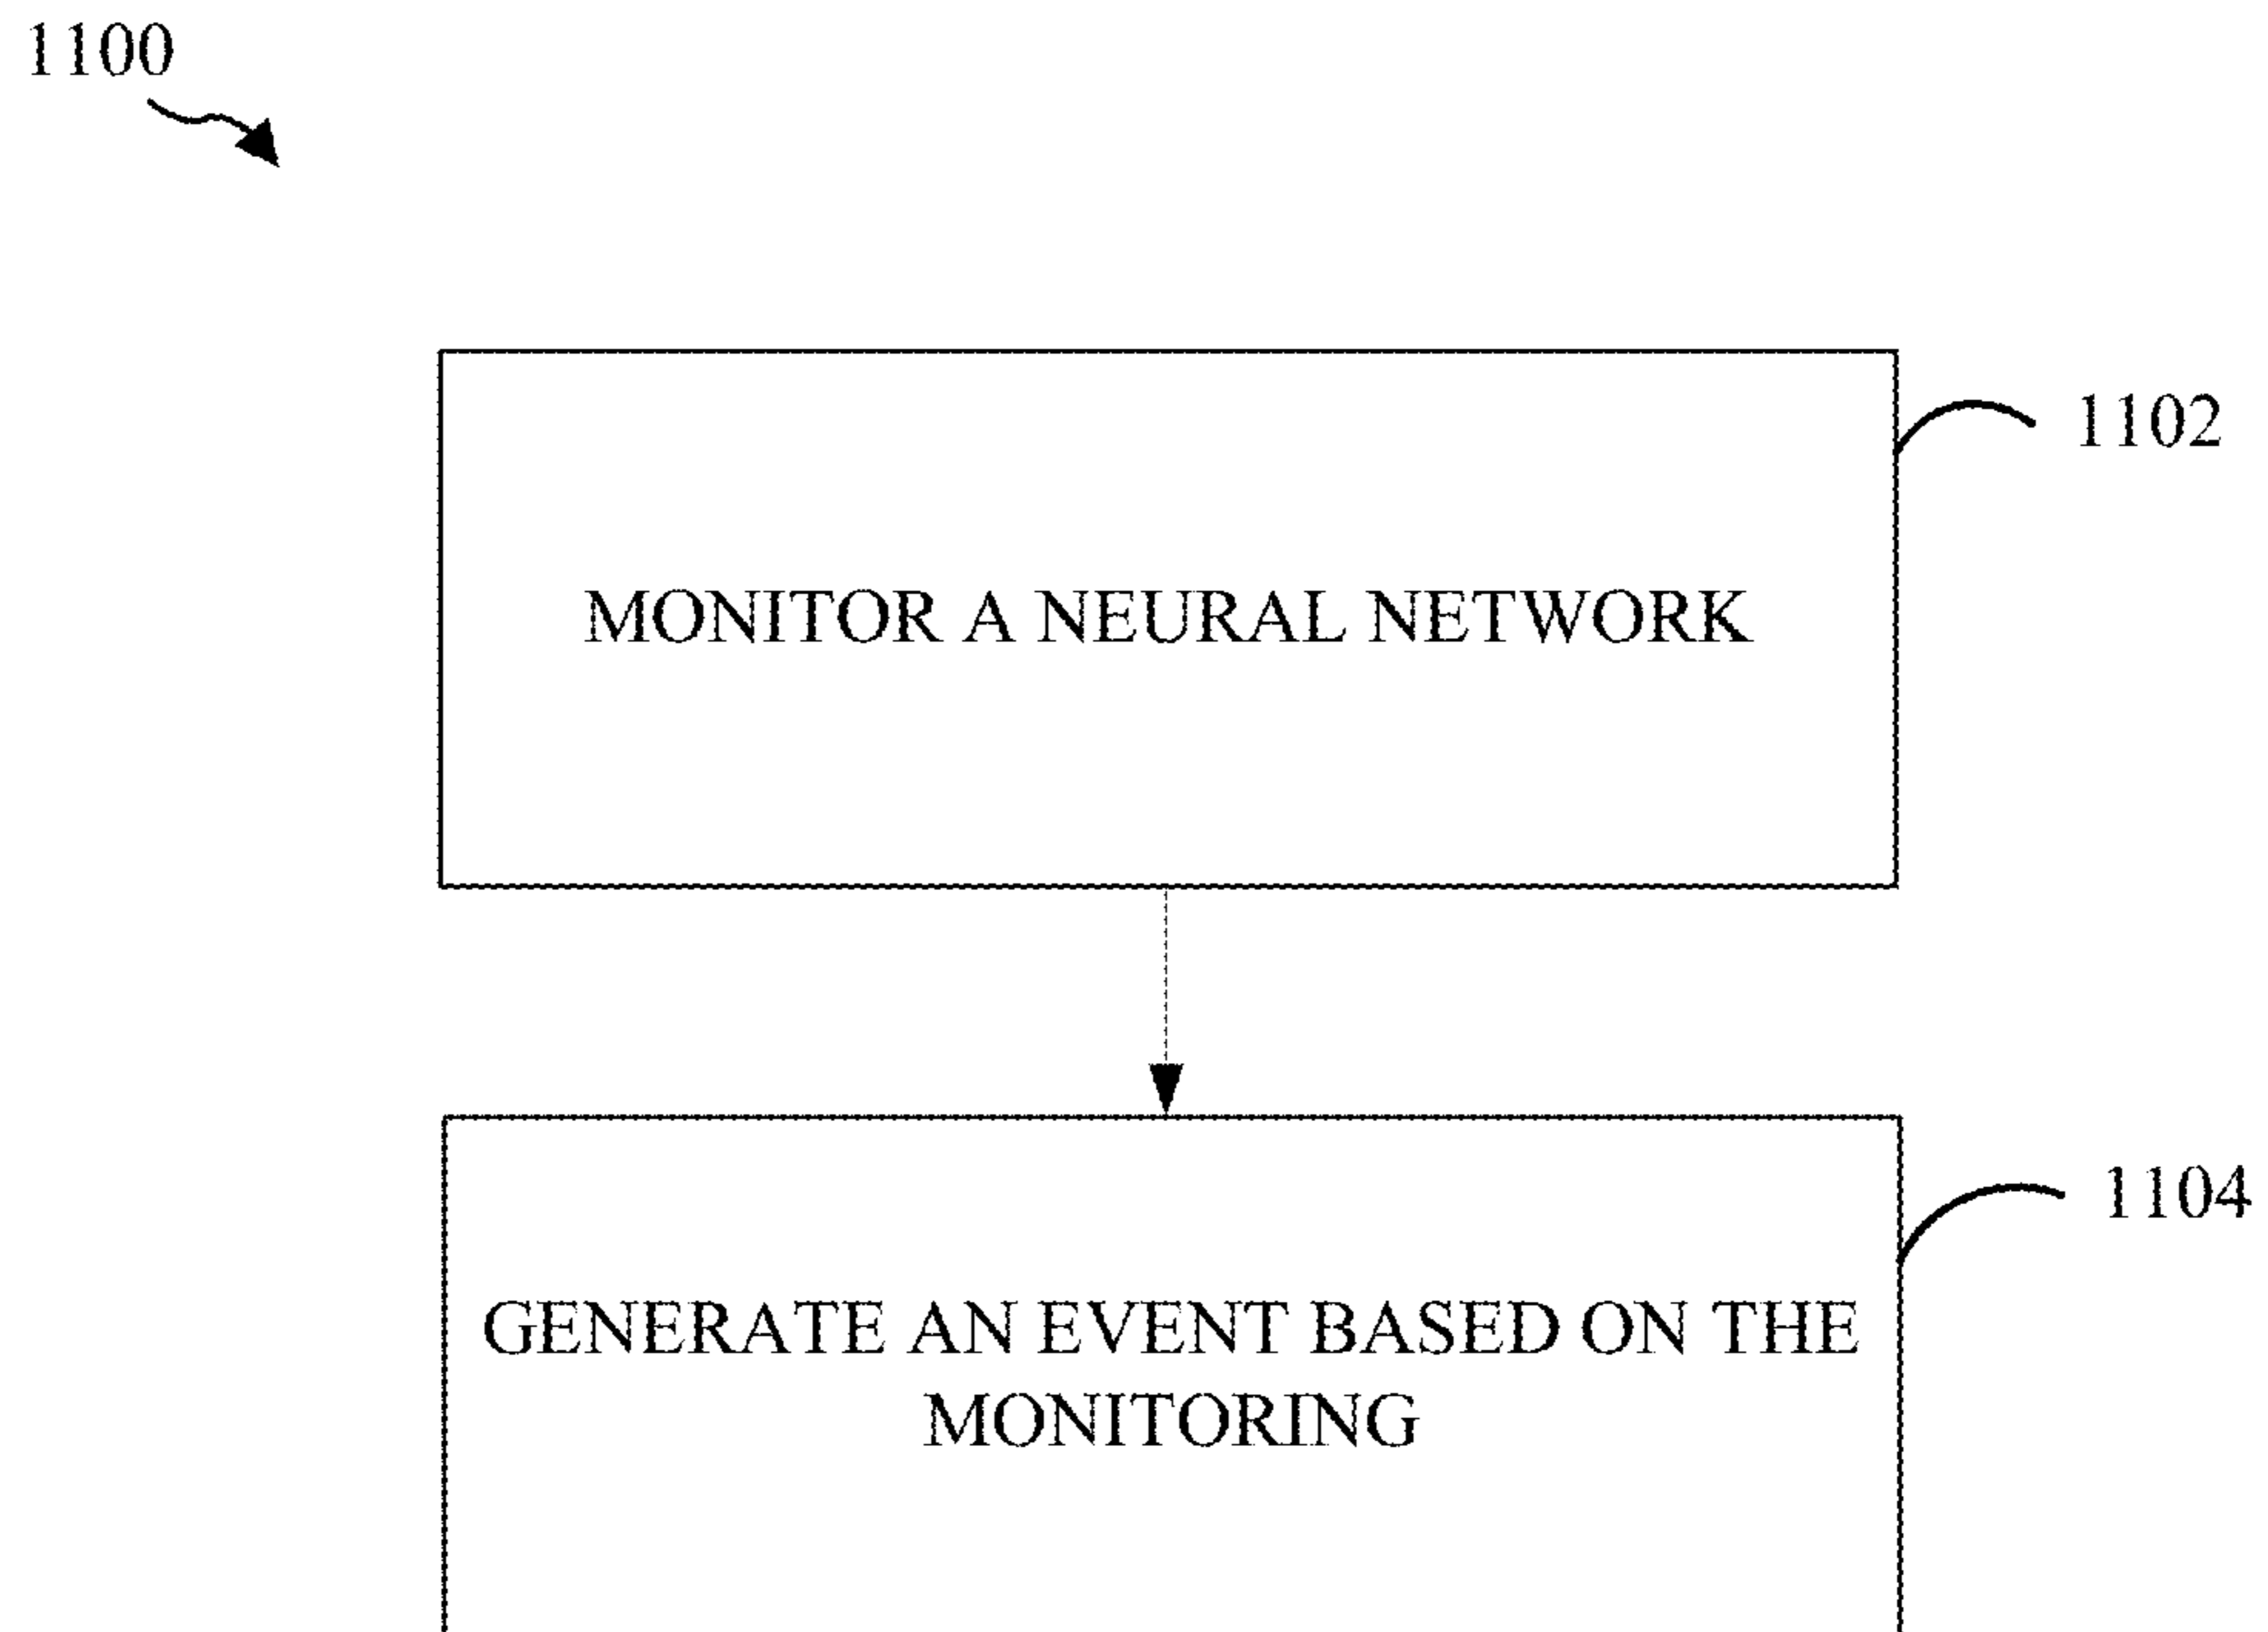 1100
1102
MONITOR A NEURAL NETWORK
1104
GENERATE AN EVENT BASED ON THE
MONITORING